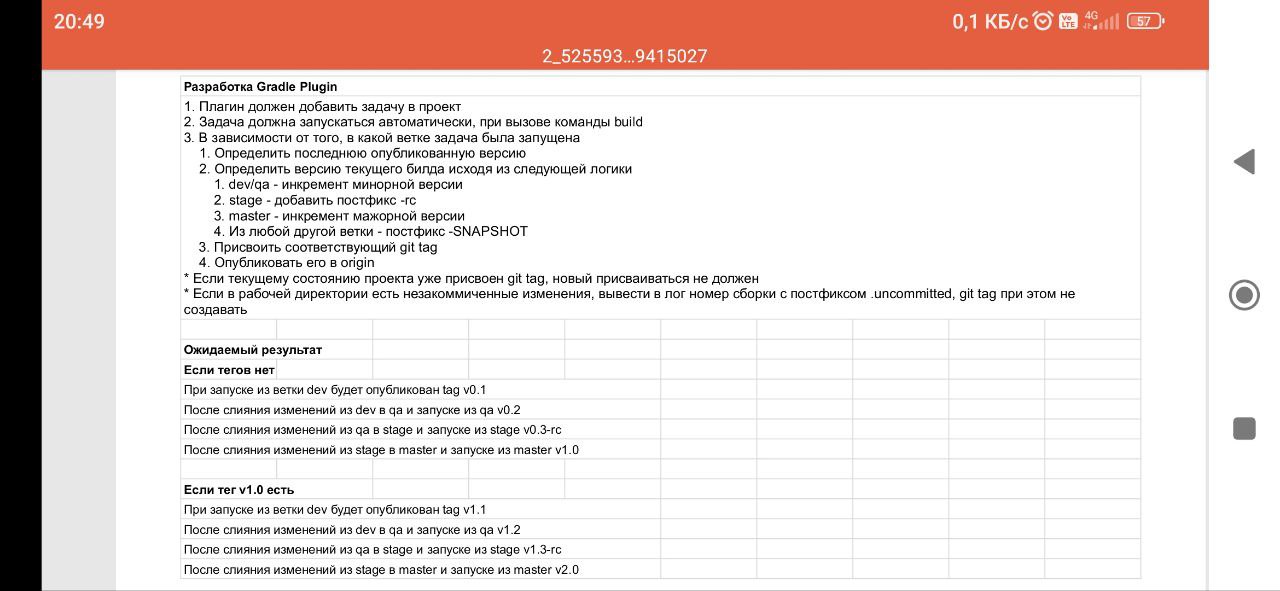 20:49
0,1 КБ/с
Vo LTE
4G
57
2_525593...9415027
Разработка Gradle Plugin
1. Плагин должен добавить задачу в проект
2. Задача должна запускаться автоматически, при вызове команды build
3. В зависимости от того, в какой ветке задача была запущена
1. Определить последнюю опубликованную версию
2. Определить версию текущего билда исходя из следующей логики
1. dev/qa - инкремент минорной версии
2. stage - добавить постфикс -rc
3. master - инкремент мажорной версии
4. Из любой другой ветки - постфикс -SNAPSHOT
3. Присвоить соответствующий git tag
4. Опубликовать его в origin
* Если текущему состоянию проекта уже присвоен git tag, новый присваиваться не должен
* Если в рабочей директории есть незакоммиченные изменения, вывести в лог номер сборки с постфиксом .uncommitted, git tag при этом не
создавать
Ожидаемый результат
Если тегов нет
При запуске из ветки dev будет опубликован tag v0.1
После слияния изменений из dev в qa и запуске из qa v0.2
После слияния изменений из qa в stage и запуске из stage v0.3-rc
После слияния изменений из stage в master и запуске из master v1.0
Если тег v1.0 есть
При запуске из ветки dev будет опубликован tag v1.1
После слияния изменений из dev в qa и запуске из qa v1.2
После слияния изменений из qa в stage и запуске из stage v1.3-rc
После слияния изменений из stage в master и запуске из master v2.0